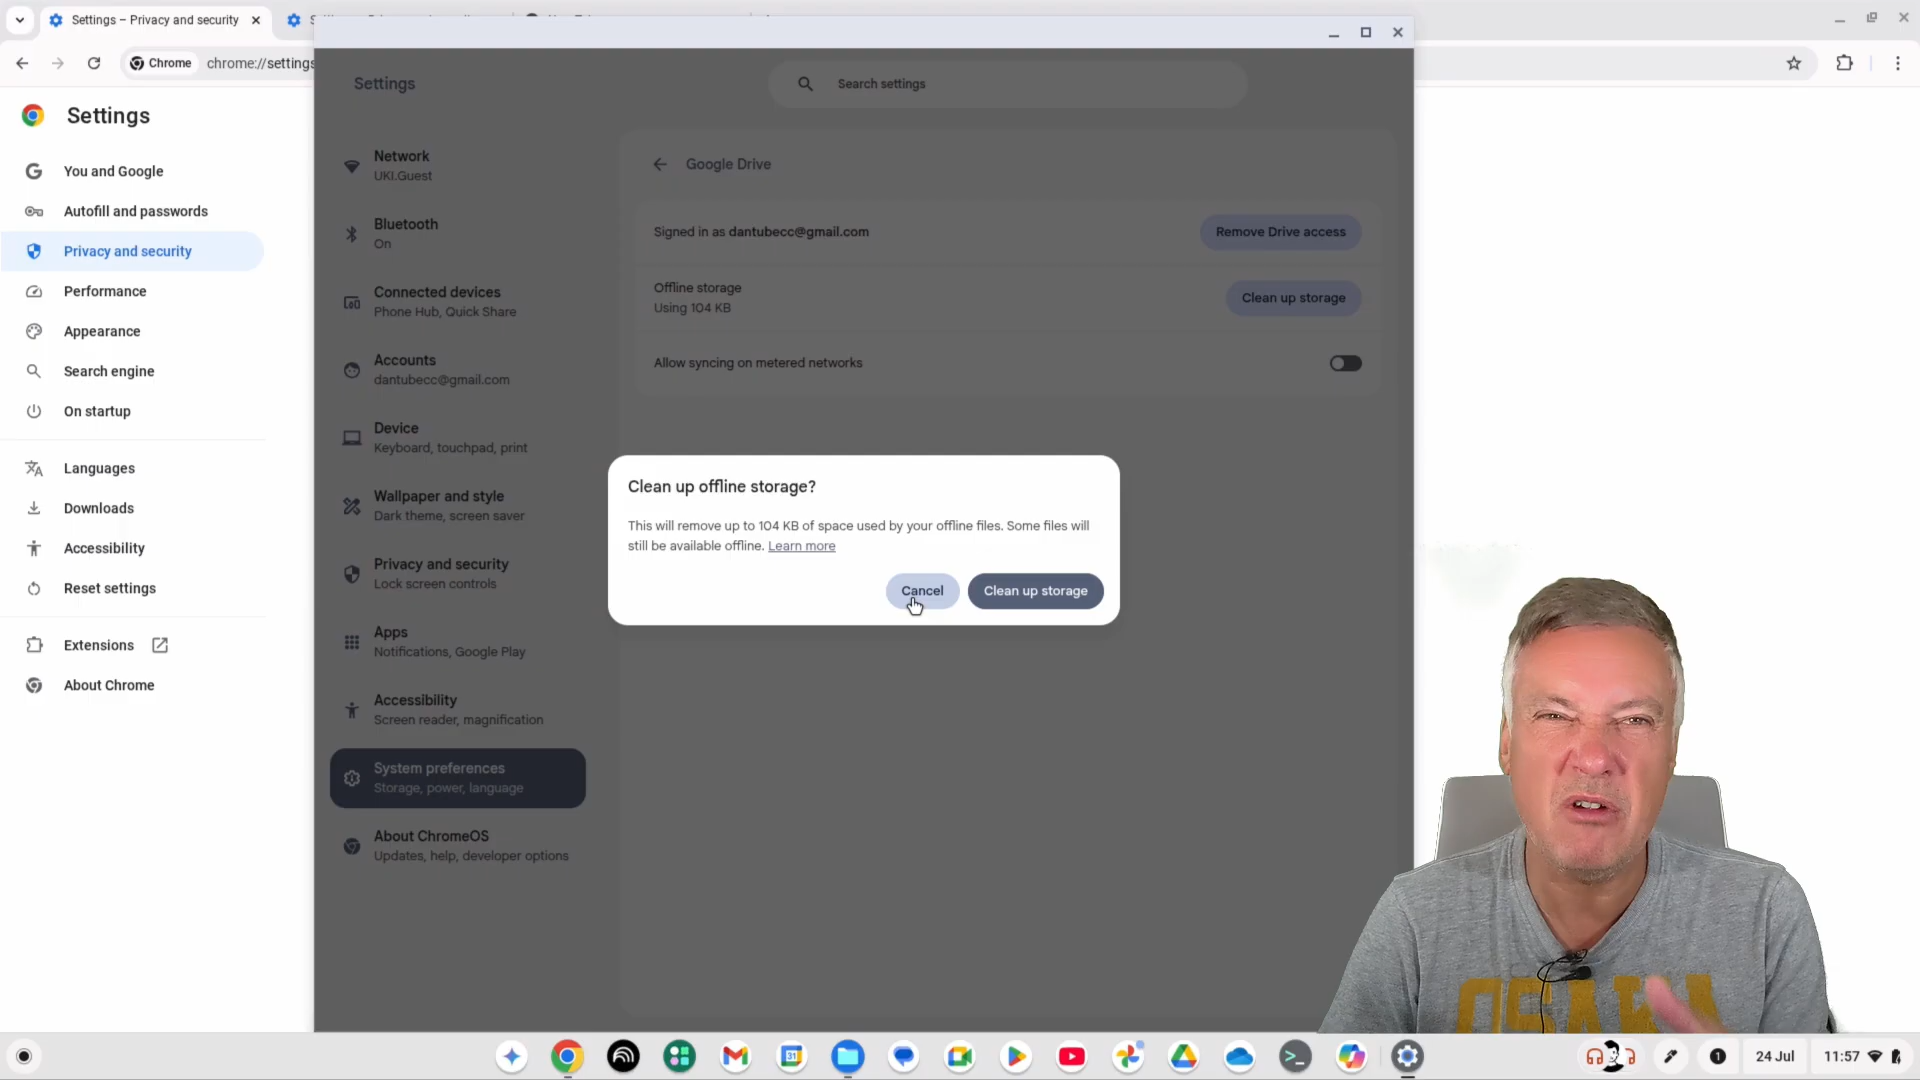 Settings – Privacy and security
Chrome
chrome://settings
Settings
You and Google
Autofill and passwords
Privacy and security
Performance
Appearance
Search engine
On startup
Languages
Downloads
Accessibility
Reset settings
Extensions
About Chrome
Settings
Search settings
Network
UKI.Guest
Bluetooth
On
Connected devices
Phone Hub, Quick Share
Accounts
dantubecc@gmail.com
Device
Keyboard, touchpad, print
Wallpaper and style
Dark theme, screen saver
Privacy and security
Lock screen controls
Apps
Notifications, Google Play
Accessibility
Screen reader, magnification
System preferences
Storage, power, language
About ChromeOS
Updates, help, developer options
Google Drive
Signed in as dantubecc@gmail.com
Remove Drive access
Offline storage
Using 104 KB
Clean up storage
Allow syncing on metered networks
Clean up offline storage?
This will remove up to 104 KB of space used by your offline files. Some files will
still be available offline. Learn more
Cancel
Clean up storage
31
1
24 Jul
11:57